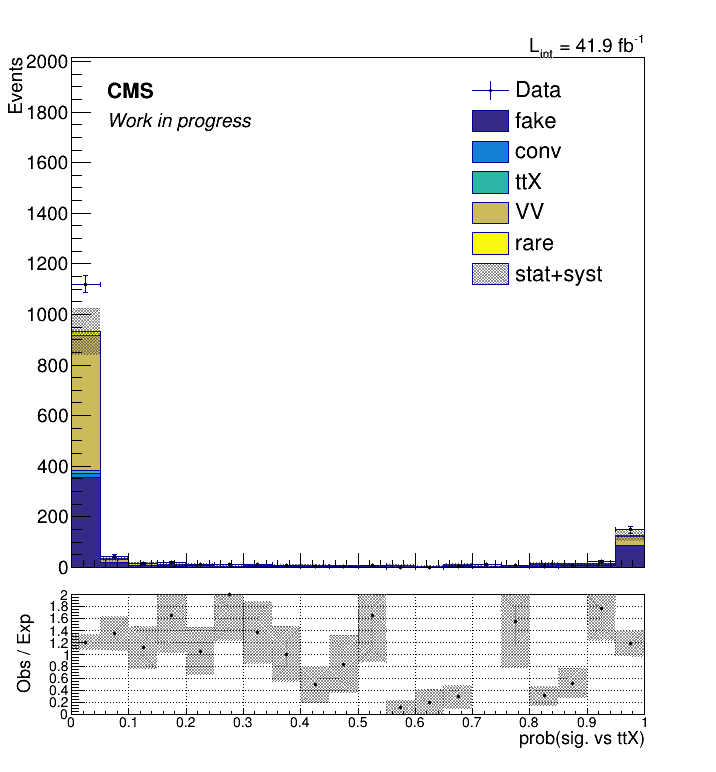 L_int = 41.9 fb^-1
Events
2000
1800
1600
1400
1200
1000
800
600
400
200
0
CMS
Work in progress
Data
fake
conv
ttX
VV
rare
stat+syst
Obs / Exp
2
1.8
1.6
1.4
1.2
1
0.8
0.6
0.4
0.2
0
0 0.1 0.2 0.3 0.4 0.5 0.6 0.7 0.8 0.9 1
prob(sig. vs ttX)